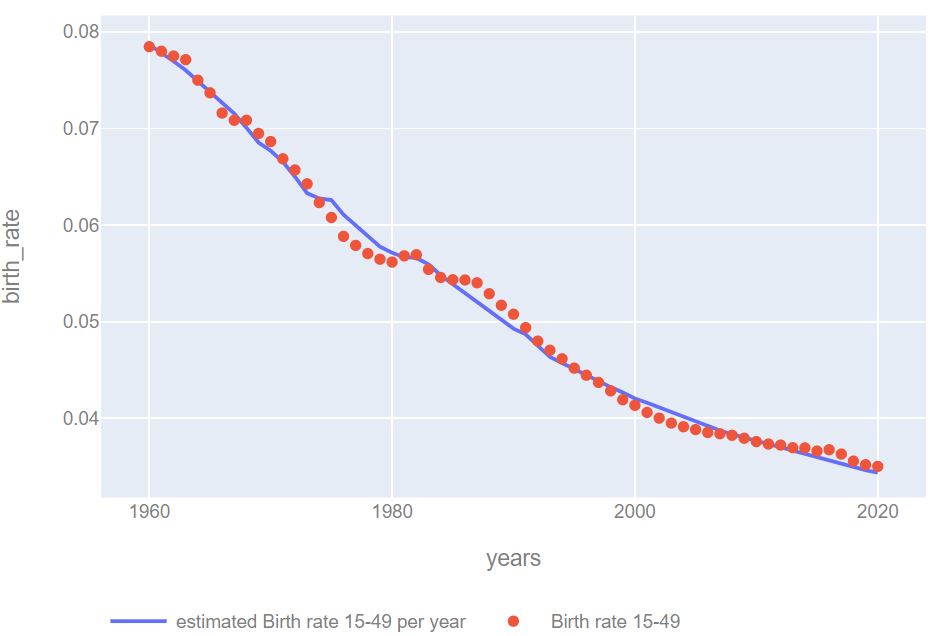 0.08
0.07
0.06
0.05
0.04
birth_rate
1960 1980 2000 2020
years
estimated Birth rate 15-49 per year Birth rate 15-49